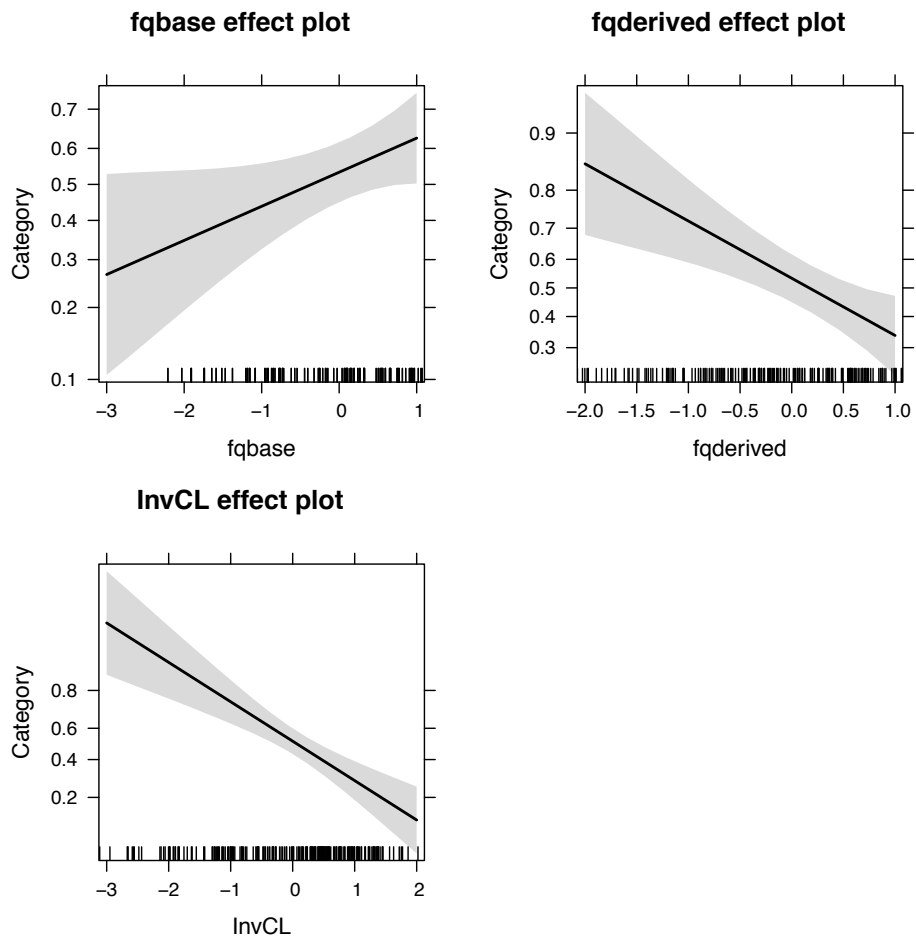 fqbase effect plot
0.7
0.6
0.5
0.4
0.3
0.2
0.1
Category
−3 −2 −1 0 1
fqbase
fqderived effect plot
0.9
0.8
0.7
0.6
0.5
0.4
0.3
Category
−2.0 −1.5 −1.0 −0.5 0.0 0.5 1.0
fqderived
InvCL effect plot
0.8
0.6
0.4
0.2
Category
−3 −2 −1 0 1 2
InvCL